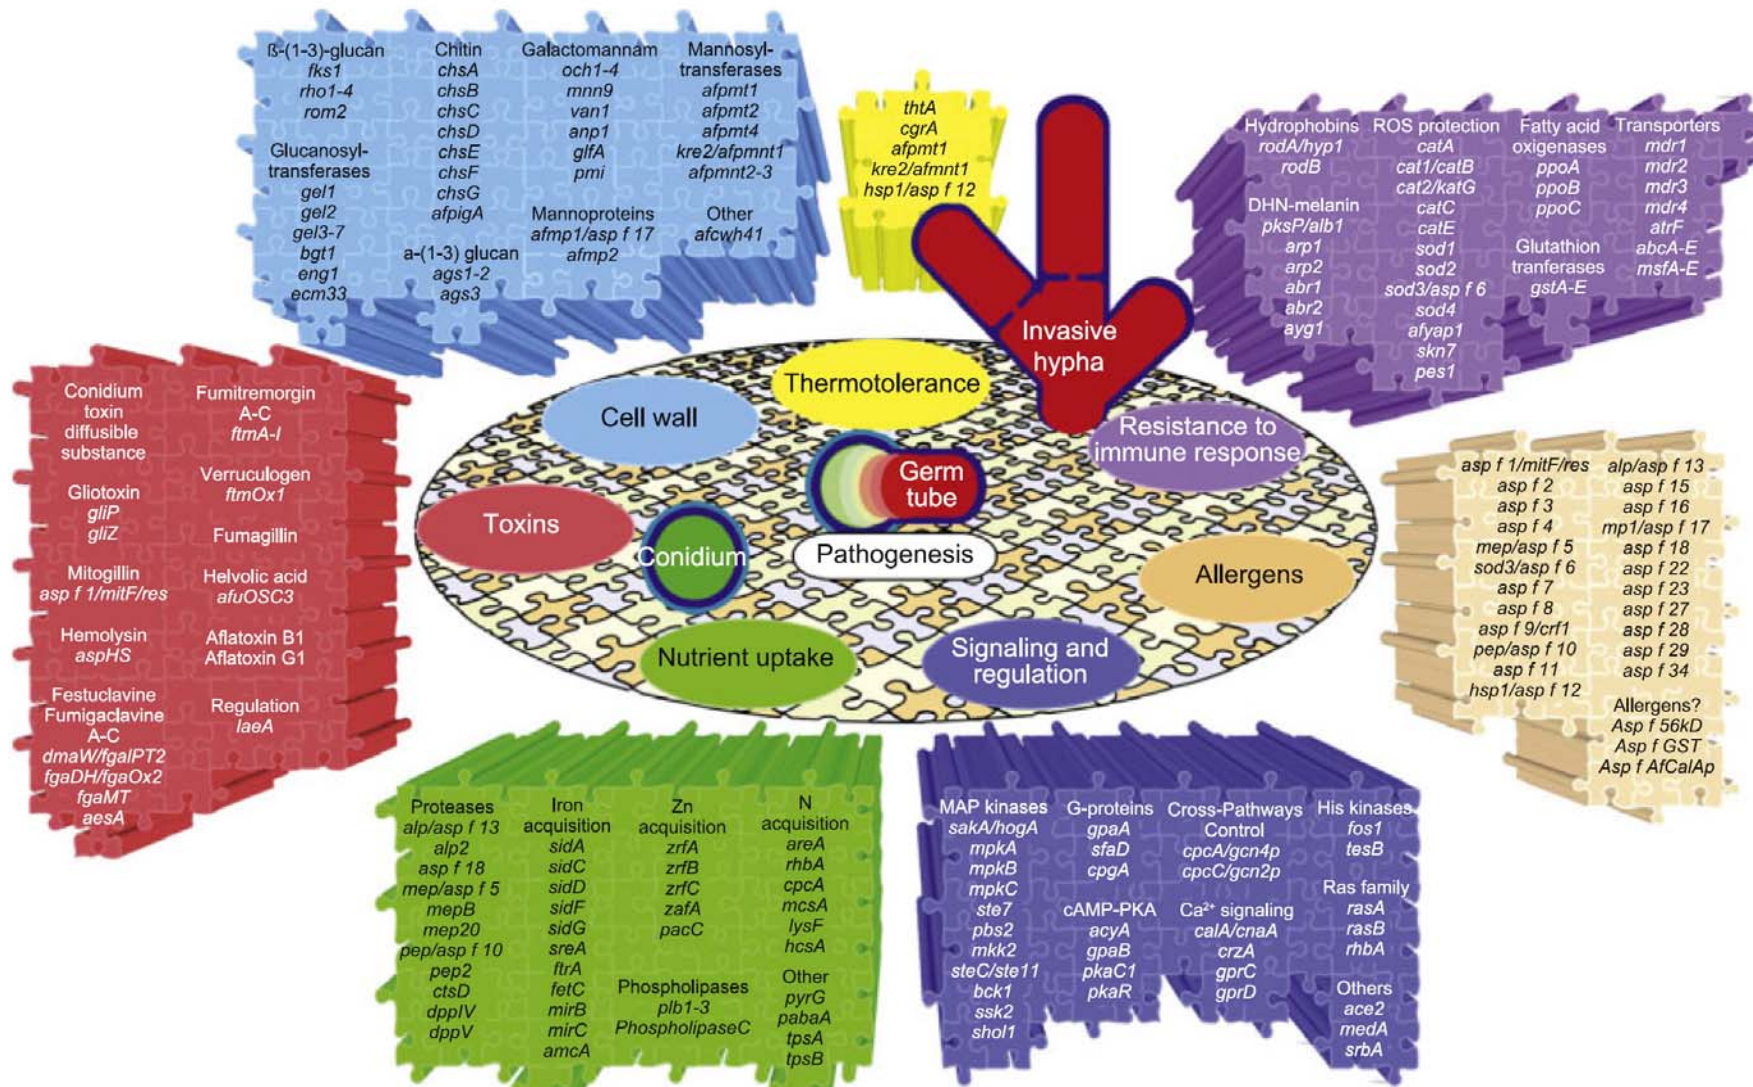 ß-(1-3)-glucan
fks1
rho1-4
rom2
Glucanosyl-
transferases
gel1
gel2
gel3-7
bgt1
eng1
ecm33
Chitin
chsA
chsB
chsC
chsD
chsE
chsF
chsG
afpigA
a-(1-3) glucan
ags1-2
ags3
Galactomannam
och1-4
mnn9
van1
anp1
glfA
pmi
Mannoproteins
afmp1/asp f 17
afmp2
Mannosyl-
transferases
afpmt1
afpmt2
afpmt4
kre2/afpmnt1
afpmnt2-3
Other
afcwh41
thtA
cgrA
afpmt1
kre2/afmnt1
hsp1/asp f 12
Hydrophobins
rodA/hyp1
rodB
DHN-melanin
pksP/alb1
arp1
arp2
abr1
abr2
ayg1
ROS protection
catA
cat1/catB
cat2/katG
catC
catE
sod1
sod2
sod3/asp f 6
sod4
afyap1
skn7
pes1
Fatty acid
oxigenases
ppoA
ppoB
ppoC
Glutathion
tranferases
gstA-E
Transporters
mdr1
mdr2
mdr3
mdr4
atrF
abcA-E
msfA-E
Invasive
hypha
Thermotolerance
Cell wall
Resistance to
immune response
Germ
tube
Toxins
Conidium
Pathogenesis
Allergens
Nutrient uptake
Signaling and
regulation
Conidium
toxin
diffusible
substance
Gliotoxin
gliP
gliZ
Mitogillin
asp f 1/mitF/res
Hemolysin
aspHS
Festuclavine
Fumigaclavine
A-C
dmaW/fgalPT2
fgaDH/fgaOx2
fgaMT
aesA
Fumitremorgin
A-C
ftmA-I
Verruculogen
ftmOx1
Fumagillin
Helvolic acid
afuOSC3
Aflatoxin B1
Aflatoxin G1
Regulation
laeA
asp f 1/mitF/res
asp f 2
asp f 3
asp f 4
mep/asp f 5
sod3/asp f 6
asp f 7
asp f 8
asp f 9/crf1
pep/asp f 10
asp f 11
hsp1/asp f 12
alp/asp f 13
asp f 15
asp f 16
mp1/asp f 17
asp f 18
asp f 22
asp f 23
asp f 27
asp f 28
asp f 29
asp f 34
Allergens?
Asp f 56kD
Asp f GST
Asp f AfCalAp
Proteases
alp/asp f 13
alp2
asp f 18
mep/asp f 5
mepB
mep20
pep/asp f 10
pep2
ctsD
dppIV
dppV
Iron
acquisition
sidA
sidC
sidD
sidF
sidG
sreA
ftrA
fetC
mirB
mirC
amcA
Zn
acquisition
zrfA
zrfB
zrfC
zafA
pacC
Phospholipases
plb1-3
PhospholipaseC
N
acquisition
areA
rhbA
cpcA
mcsA
lysF
hcsA
Other
pyrG
pabaA
tpsA
tpsB
MAP kinases
sakA/hogA
mpkA
mpkB
mpkC
ste7
pbs2
mkk2
steC/ste11
bck1
ssk2
shol1
G-proteins
gpaA
sfaD
cpgA
cAMP-PKA
acyA
gpaB
pkaC1
pkaR
Cross-Pathways
Control
cpcA/gcn4p
cpcC/gcn2p
Ca²⁺ signaling
calA/cnaA
crzA
gprC
gprD
His kinases
fos1
tesB
Ras family
rasA
rasB
rhbA
Others
ace2
medA
srbA